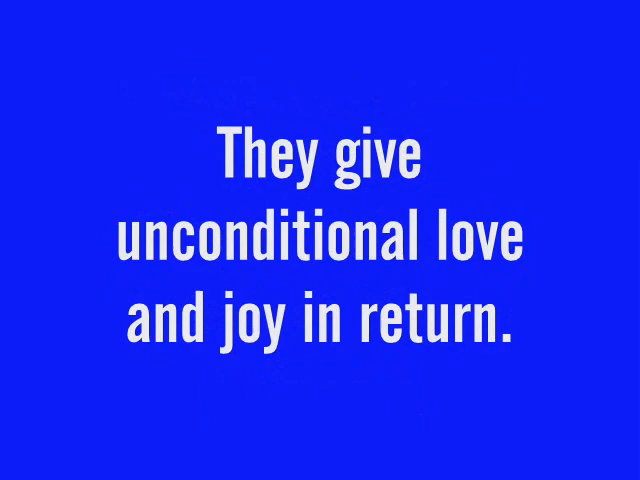 They give
unconditional love
and joy in return.